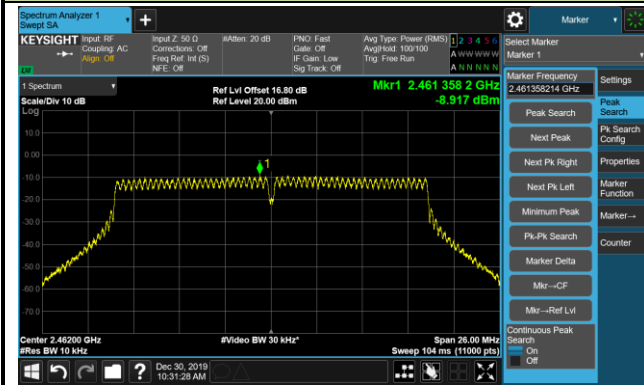 Spectrum Analyzer 1
Swept SA
+
Marker
KEYSIGHT
Input: RF
Coupling: AC
Align: Off
Input Z: 50 Ω
Corrections: Off
Freq Ref: Int (S)
NFE: Off
#Atten: 20 dB
PNO: Fast
Gate: Off
IF Gain: Low
Sig Track: Off
Avg Type: Power (RMS)
Avg|Hold: 100/100
Trig: Free Run
1 2 3 4 5 6
A W W W W W
A N N N N N
LXI
Select Marker
Marker 1
1 Spectrum
Scale/Div 10 dB
Log
Ref Lvl Offset 16.80 dB
Ref Level 20.00 dBm
Mkr1 2.461 358 2 GHz
-8.917 dBm
10.0
0.00
-10.0
-20.0
-30.0
-40.0
-50.0
-60.0
-70.0
1
Center 2.46200 GHz
#Res BW 10 kHz
#Video BW 30 kHz*
Span 26.00 MHz
Sweep 104 ms (11000 pts)
Marker Frequency
2.461358214 GHz
Peak Search
Next Peak
Next Pk Right
Next Pk Left
Minimum Peak
Pk-Pk Search
Marker Delta
Mkr→CF
Mkr→Ref Lvl
Continuous Peak
Search
On
Off
Settings
Peak
Search
Pk Search
Config
Properties
Marker
Function
Marker→
Counter
?
Dec 30, 2019
10:31:28 AM